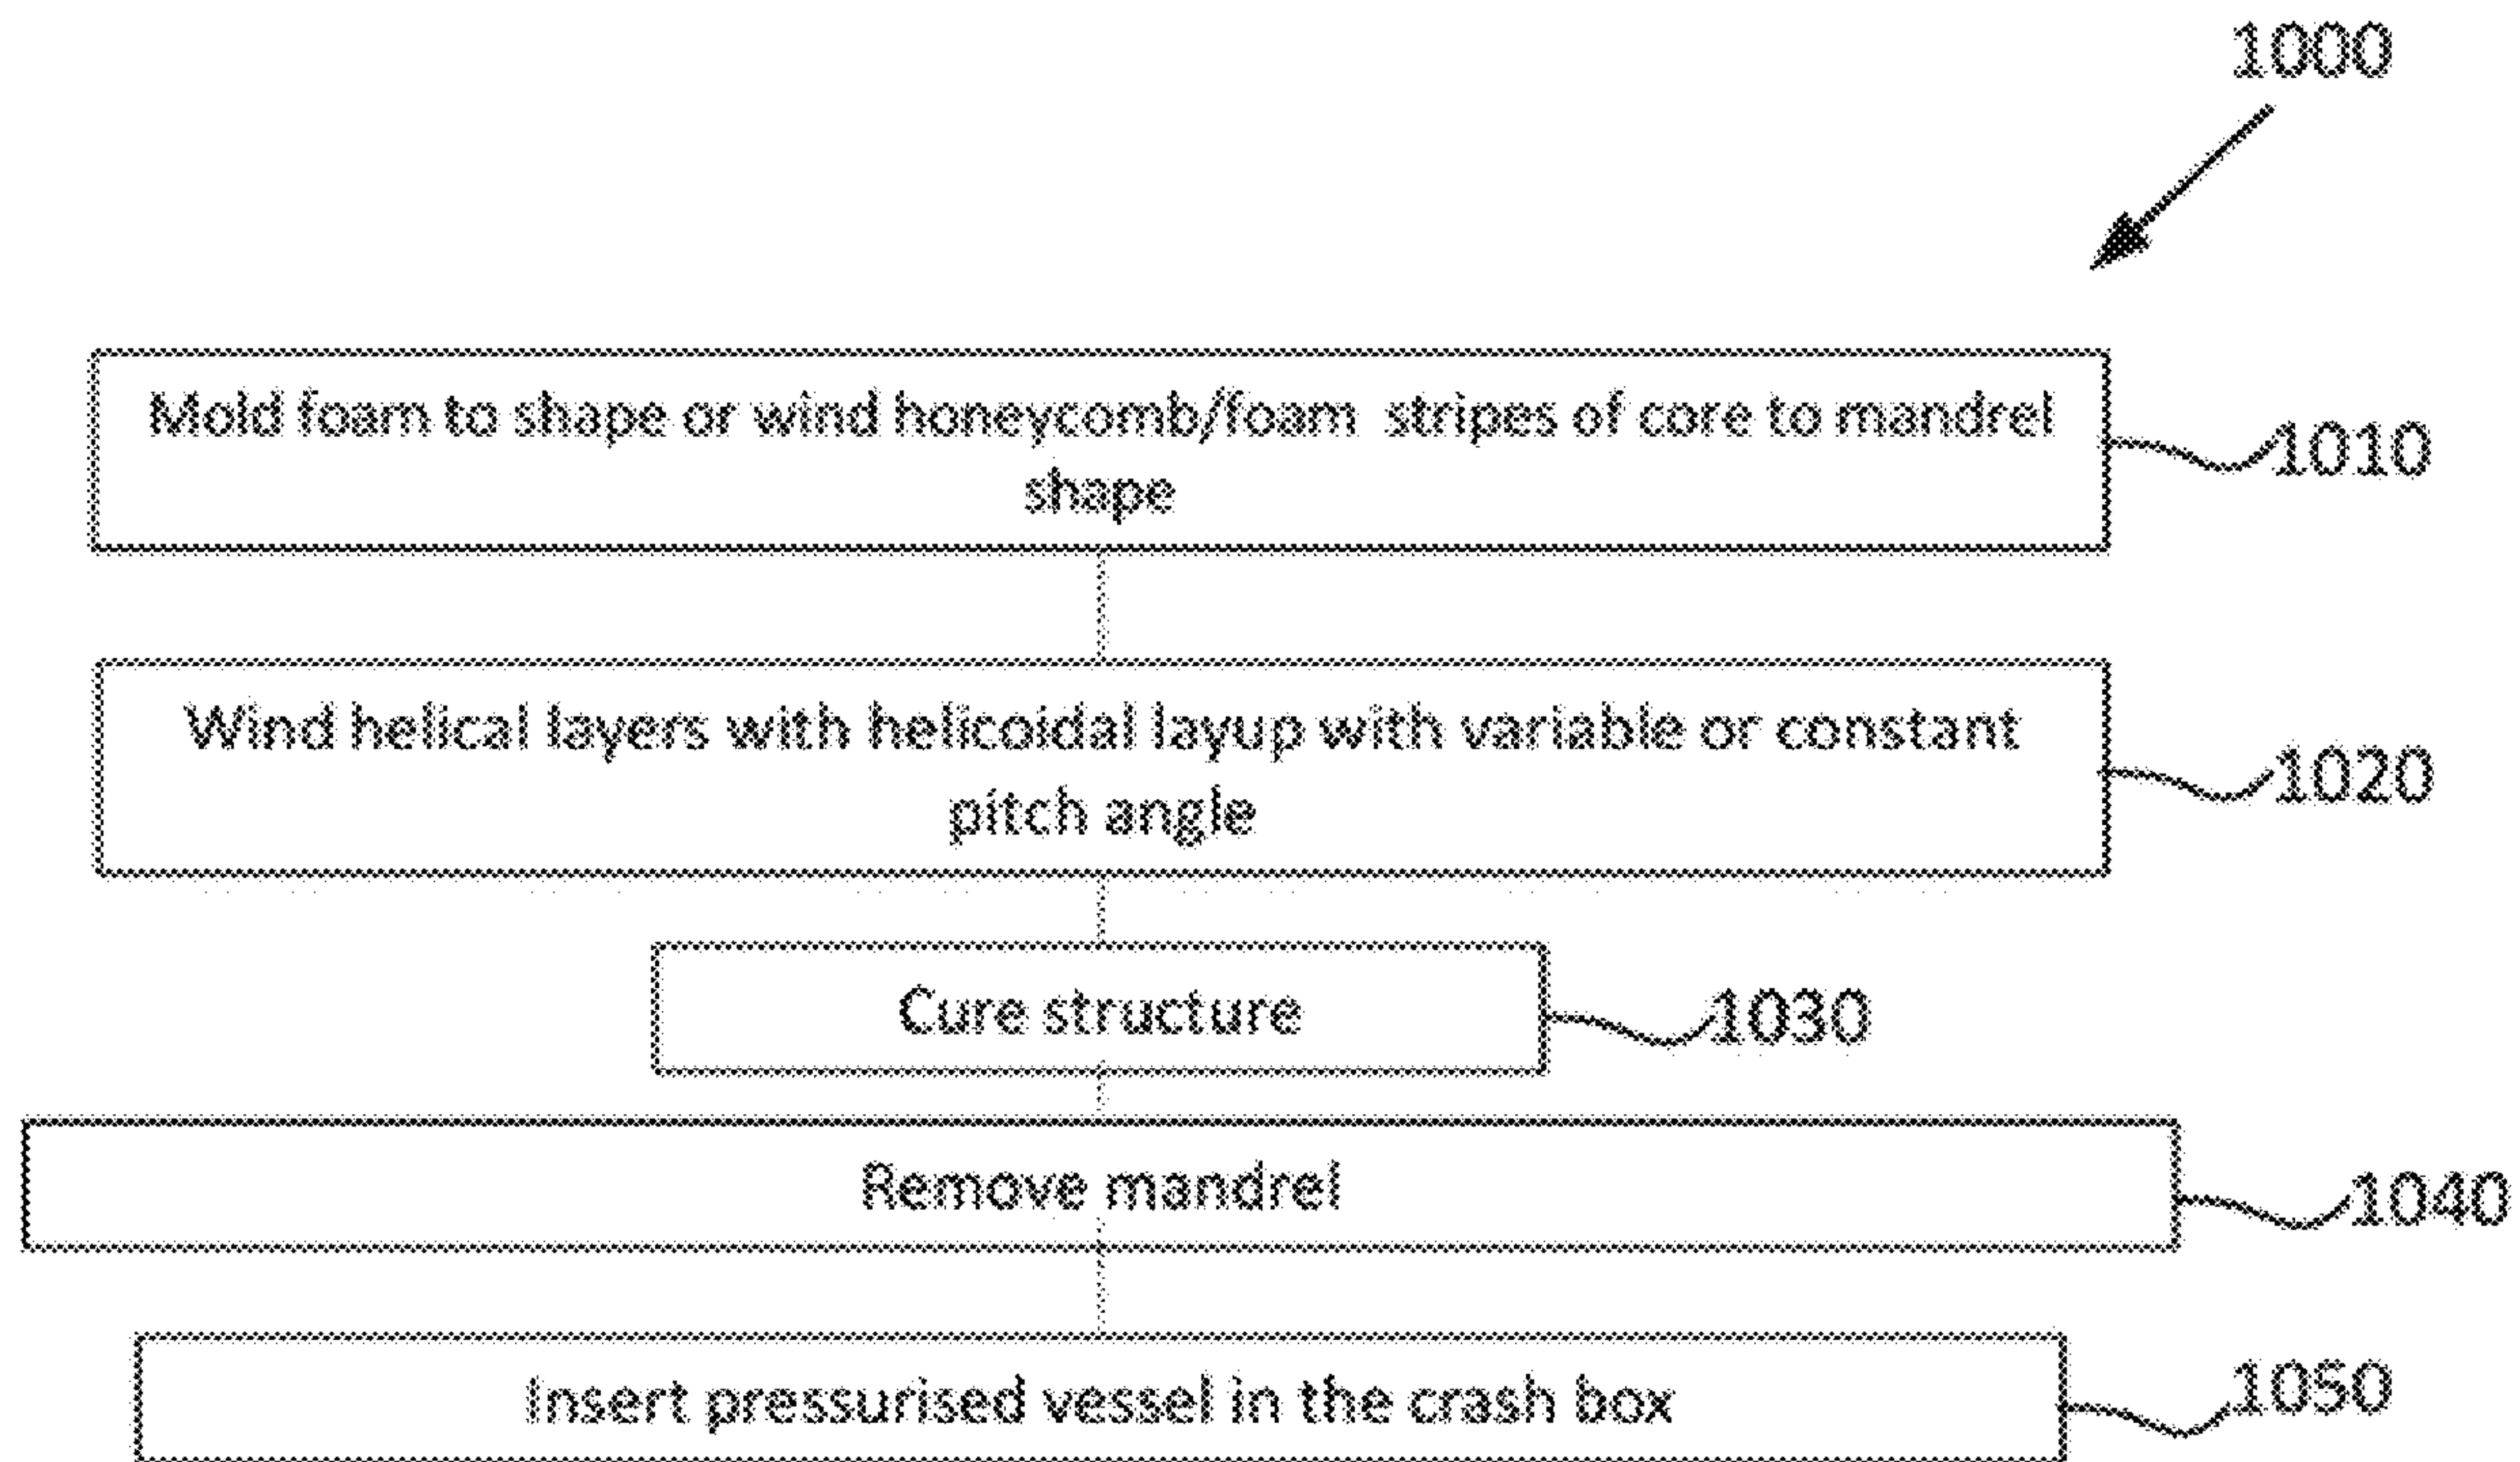 1000
Mold foam to shape or wind honeycomb/foam stripes of core to mandrel
shape
1010
Wind helical layers with helicoidal layup with variable or constant
pitch angle
1020
Cure structure
1030
Remove mandrel
1040
Insert pressurised vessel in the crash box
1050